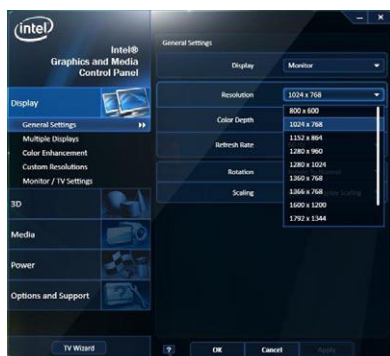 intel
Intel®
Graphics and Media
Control Panel
Display
General Settings
Multiple Displays
Color Enhancement
Custom Resolutions
Monitor / TV Settings
3D
Media
Power
Options and Support
TV Wizard
General Settings
Display Monitor
Resolution 1024 x 768
800 x 600
1024 x 768
Color Depth
1152 x 864
1280 x 960
Refresh Rate
1280 x 1024
1360 x 768
Rotation
1366 x 768
Scaling
1600 x 1200
1792 x 1344
? OK Cancel Apply